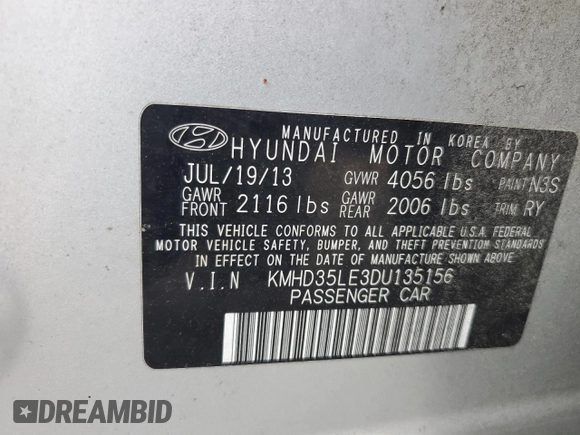 MANUFACTURED IN KOREA BY
HYUNDAI MOTOR COMPANY
JUL/19/13 GVWR 4056 lbs PAINT N3S
GAWR FRONT 2116 lbs GAWR REAR 2006 lbs TRIM RY
THIS VEHICLE CONFORMS TO ALL APPLICABLE U.S.A. FEDERAL
MOTOR VEHICLE SAFETY, BUMPER, AND THEFT PREVENTION STANDARDS
IN EFFECT ON THE DATE OF MANUFACTURE SHOWN ABOVE.
V.I.N KMHD35LE3DU135156
PASSENGER CAR
DREAMBID